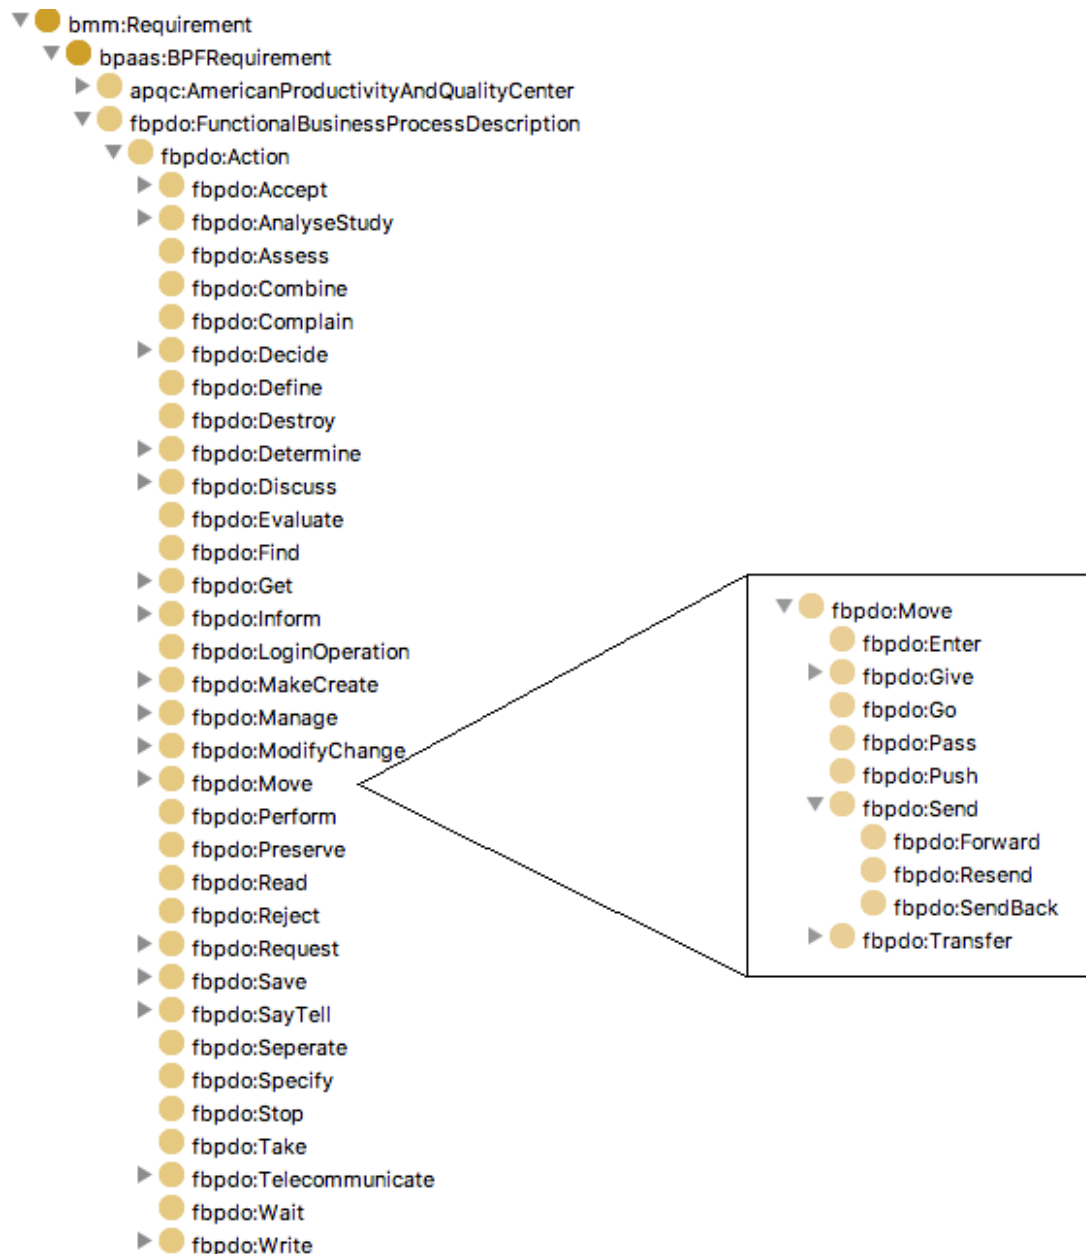 bmm:Requirement
bpaas:BPFRequirement
apqc:AmericanProductivityAndQualityCenter
fbpdo:FunctionalBusinessProcessDescription
fbpdo:Action
fbpdo:Accept
fbpdo:AnalyseStudy
fbpdo:Assess
fbpdo:Combine
fbpdo:Complain
fbpdo:Decide
fbpdo:Define
fbpdo:Destroy
fbpdo:Determine
fbpdo:Discuss
fbpdo:Evaluate
fbpdo:Find
fbpdo:Get
fbpdo:Inform
fbpdo:LoginOperation
fbpdo:MakeCreate
fbpdo:Manage
fbpdo:ModifyChange
fbpdo:Move
fbpdo:Perform
fbpdo:Preserve
fbpdo:Read
fbpdo:Reject
fbpdo:Request
fbpdo:Save
fbpdo:SayTell
fbpdo:Seperate
fbpdo:Specify
fbpdo:Stop
fbpdo:Take
fbpdo:Telecommunicate
fbpdo:Wait
fbpdo:Write
fbpdo:Move
fbpdo:Enter
fbpdo:Give
fbpdo:Go
fbpdo:Pass
fbpdo:Push
fbpdo:Send
fbpdo:Forward
fbpdo:Resend
fbpdo:SendBack
fbpdo:Transfer